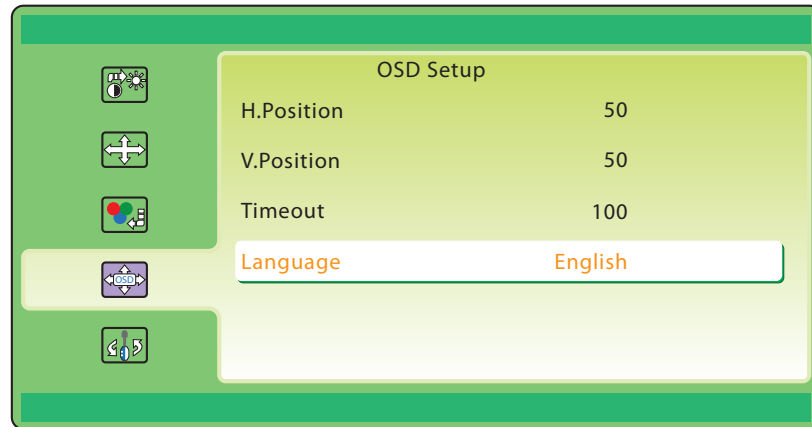 OSD Setup
H.Position 50
V.Position 50
Timeout 100
Language English
OSD